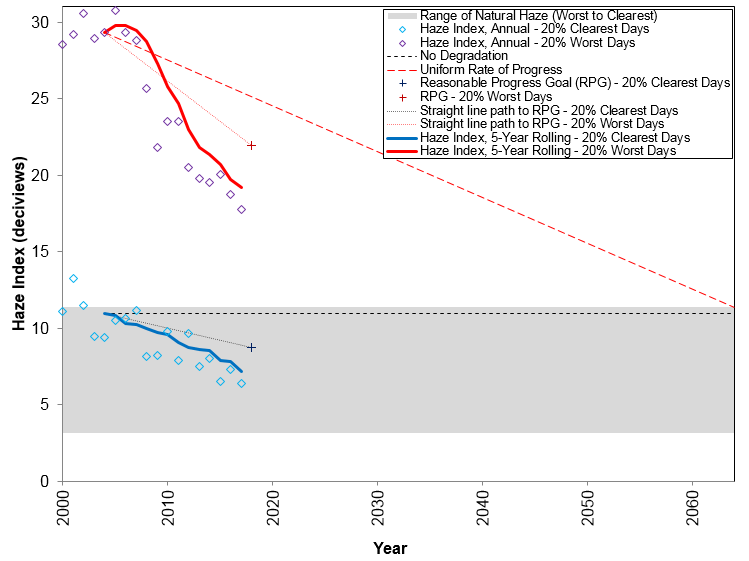 Range of Natural Haze (Worst to Clearest)
Haze Index, Annual - 20% Clearest Days
Haze Index, Annual - 20% Worst Days
No Degradation
Uniform Rate of Progress
Reasonable Progress Goal (RPG) - 20% Clearest Days
RPG - 20% Worst Days
Straight line path to RPG - 20% Clearest Days
Straight line path to RPG - 20% Worst Days
Haze Index, 5-Year Rolling - 20% Clearest Days
Haze Index, 5-Year Rolling - 20% Worst Days
Haze Index (deciviews)
30
25
20
15
10
5
0
2000
2010
2020
2030
2040
2050
2060
Year